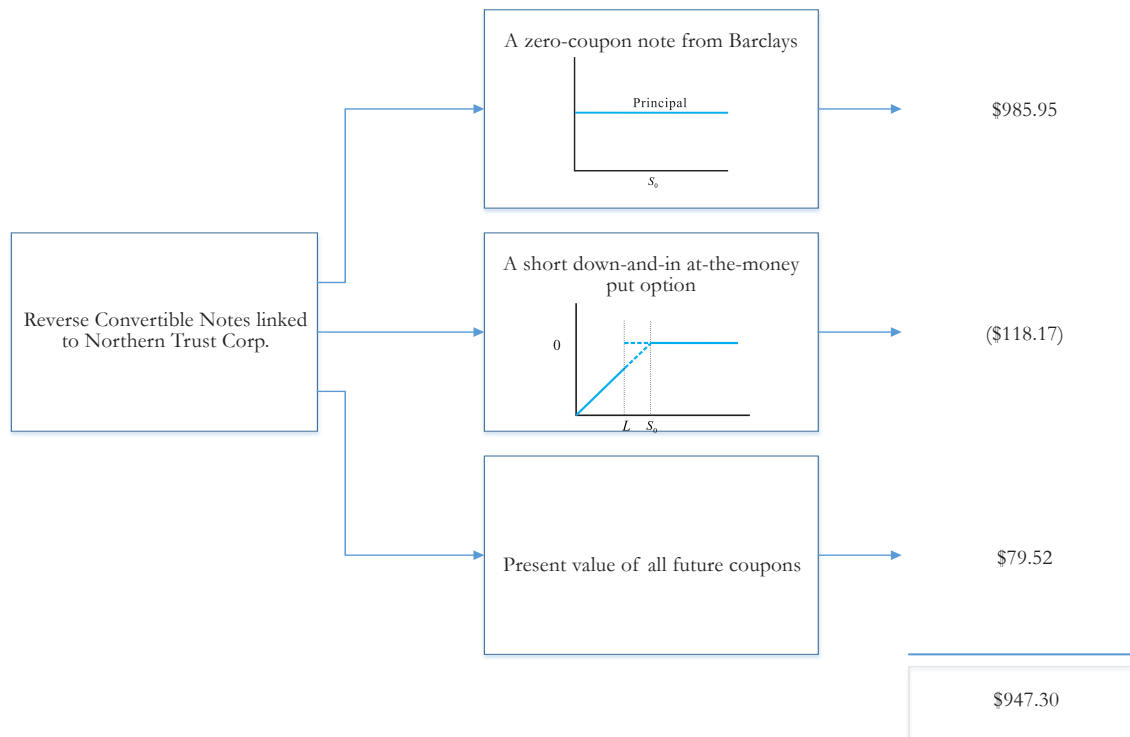 A zero-coupon note from Barclays
Principal
S₀
$985.95
Reverse Convertible Notes linked
to Northern Trust Corp.
A short down-and-in at-the-money
put option
0
L S₀
($118.17)
Present value of all future coupons
$79.52
$947.30